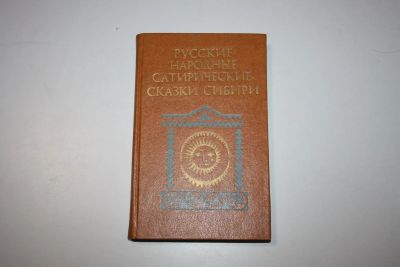 РУССКИЕ
НАРОДНЫЕ
САТИРИЧЕСКИЕ
СКАЗКИ СИБИРИ